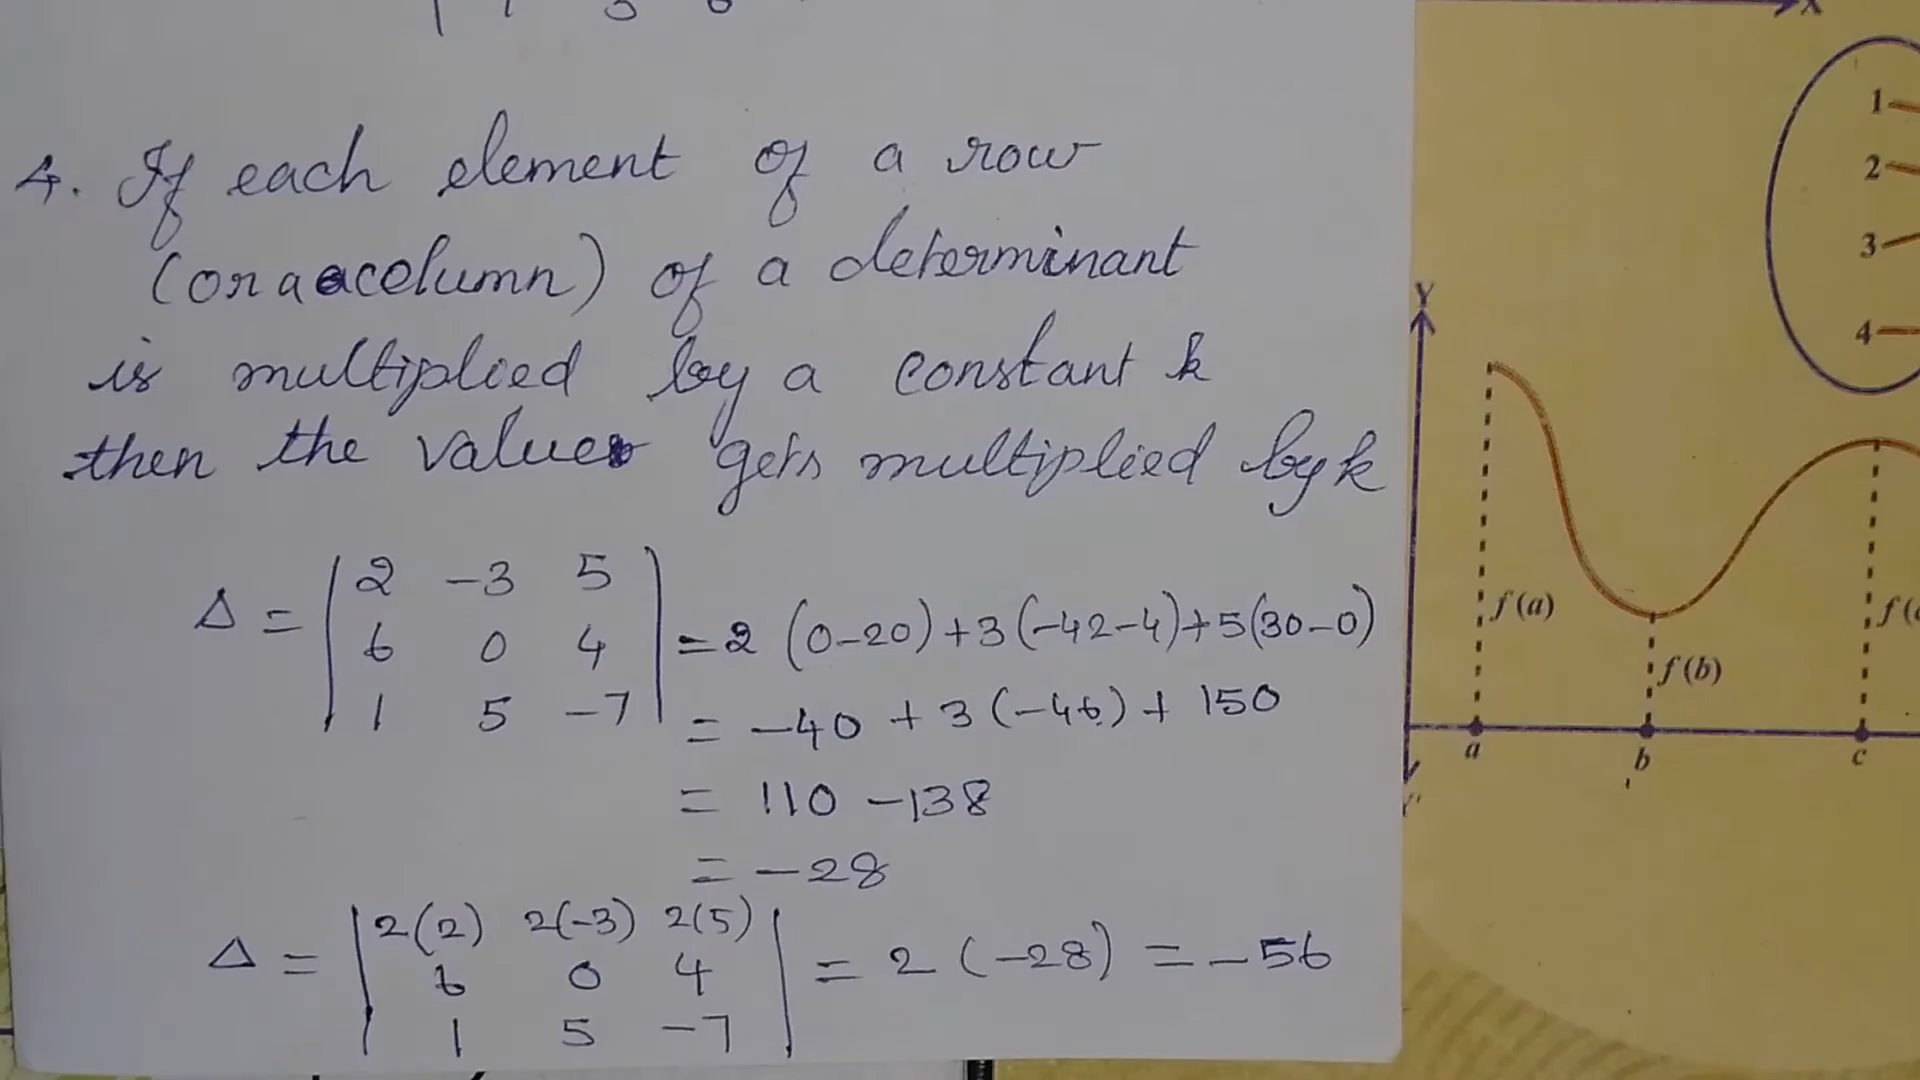 4. If each element of a row
(or a column) of a determinant
is multiplied by a constant k
then the value gets multiplied by k
Δ = | 2 -3 5 |
| 6 0 4 |
| 1 5 -7 |
= 2 (0-20) +3(-42-4)+5(30-0)
= -40 + 3(-46) + 150
= 110 -138
= -28
Δ = | 2(2) 2(-3) 2(5) |
| 6 0 4 |
| 1 5 -7 |
= 2 (-28) = -56
X
1
2
3
4
Y
f(a)
f(b)
a
b
c
Y'